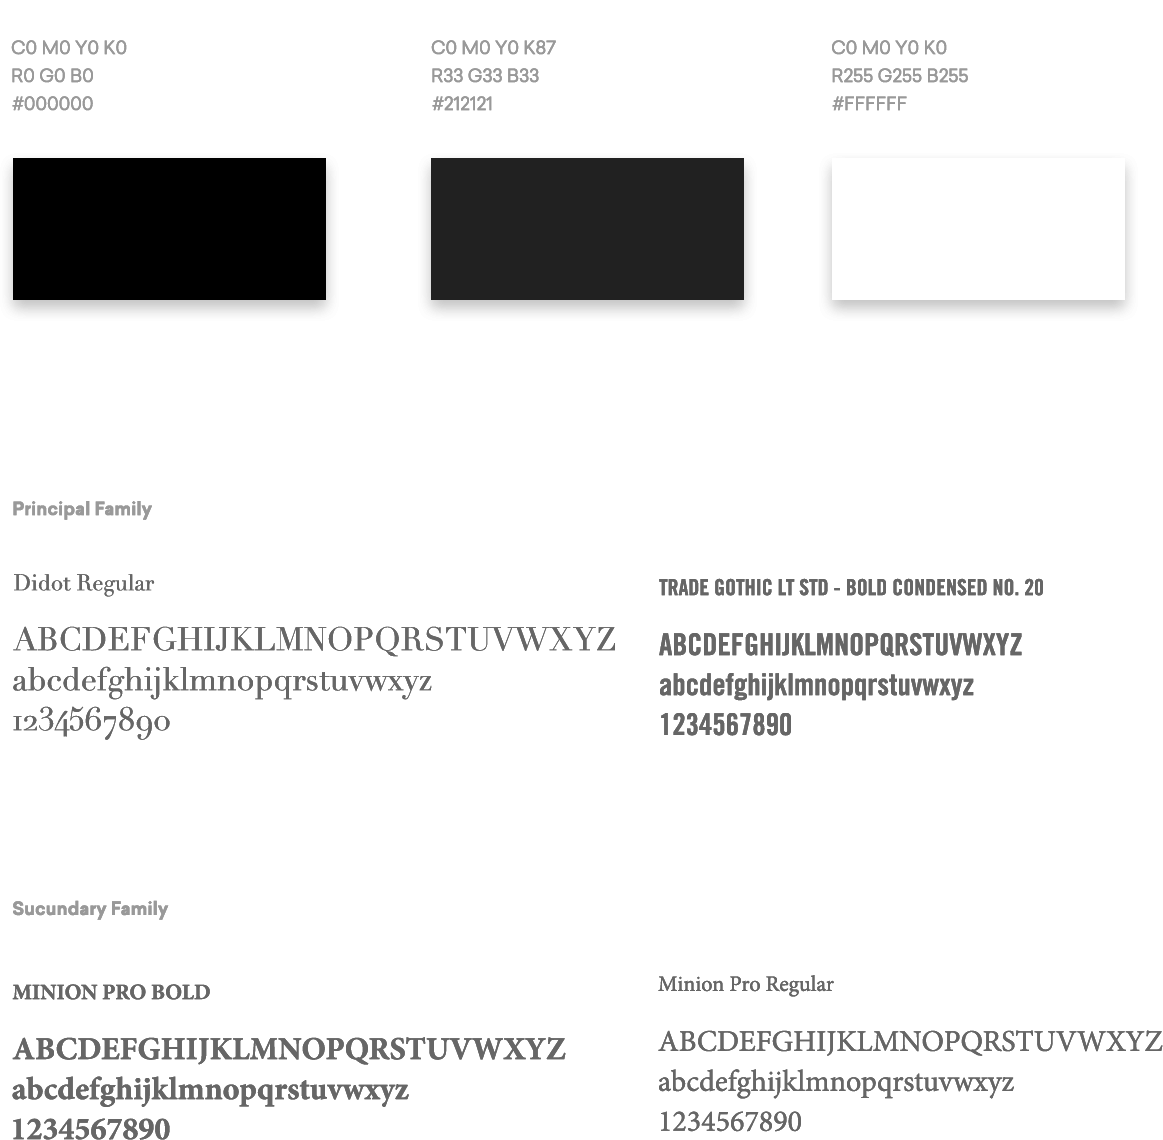 C0 M0 Y0 K0
R0 G0 B0
#000000
C0 M0 Y0 K87
R33 G33 B33
#212121
C0 M0 Y0 K0
R255 G255 B255
#FFFFFF
Principal Family
Didot Regular
ABCDEFGHIJKLMNOPQRSTUVWXYZ
abcdefghijklmnopqrstuvwxyz
1234567890
TRADE GOTHIC LT STD - BOLD CONDENSED NO. 20
ABCDEFGHIJKLMNOPQRSTUVWXYZ
abcdefghijklmnopqrstuvwxyz
1234567890
Sucundary Family
MINION PRO BOLD
ABCDEFGHIJKLMNOPQRSTUVWXYZ
abcdefghijklmnopqrstuvwxyz
1234567890
Minion Pro Regular
ABCDEFGHIJKLMNOPQRSTUVWXYZ
abcdefghijklmnopqrstuvwxyz
1234567890